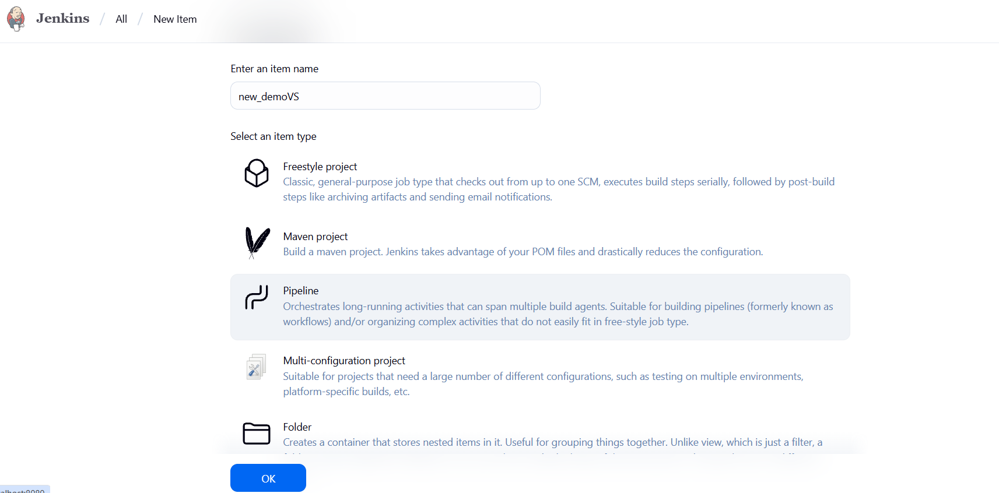 Jenkins / All / New Item
Enter an item name
new_demoVS
Select an item type
Freestyle project
Classic, general-purpose job type that checks out from up to one SCM, executes build steps serially, followed by post-build
steps like archiving artifacts and sending email notifications.
Maven project
Build a maven project. Jenkins takes advantage of your POM files and drastically reduces the configuration.
Pipeline
Orchestrates long-running activities that can span multiple build agents. Suitable for building pipelines (formerly known as
workflows) and/or organizing complex activities that do not easily fit in free-style job type.
Multi-configuration project
Suitable for projects that need a large number of different configurations, such as testing on multiple environments,
platform-specific builds, etc.
Folder
Creates a container that stores nested items in it. Useful for grouping things together. Unlike view, which is just a filter, a
OK
alhost:8080